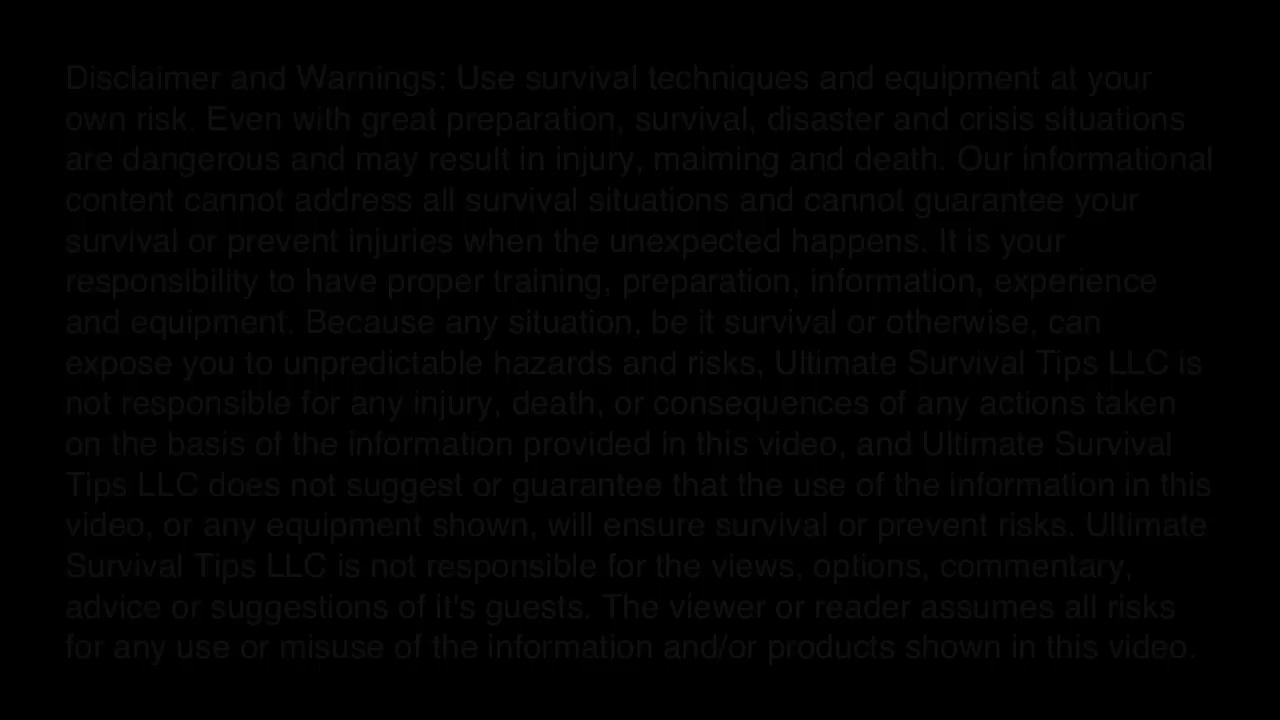 Disclaimer and Warnings: Use survival techniques and equipment at your
own risk. Even with great preparation, survival, disaster and crisis situations
are dangerous and may result in injury, maiming and death. Our informational
content cannot address all survival situations and cannot guarantee your
survival or prevent injuries when the unexpected happens. It is your
responsibility to have proper training, preparation, information, experience
and equipment. Because any situation, be it survival or otherwise, can
expose you to unpredictable hazards and risks, Ultimate Survival Tips LLC is
not responsible for any injury, death, or consequences of any actions taken
on the basis of the information provided in this video, and Ultimate Survival
Tips LLC does not suggest or guarantee that the use of the information in this
video, or any equipment shown, will ensure survival or prevent risks. Ultimate
Survival Tips LLC is not responsible for the views, options, commentary,
advice or suggestions of it's guests. The viewer or reader assumes all risks
for any use or misuse of the information and/or products shown in this video.